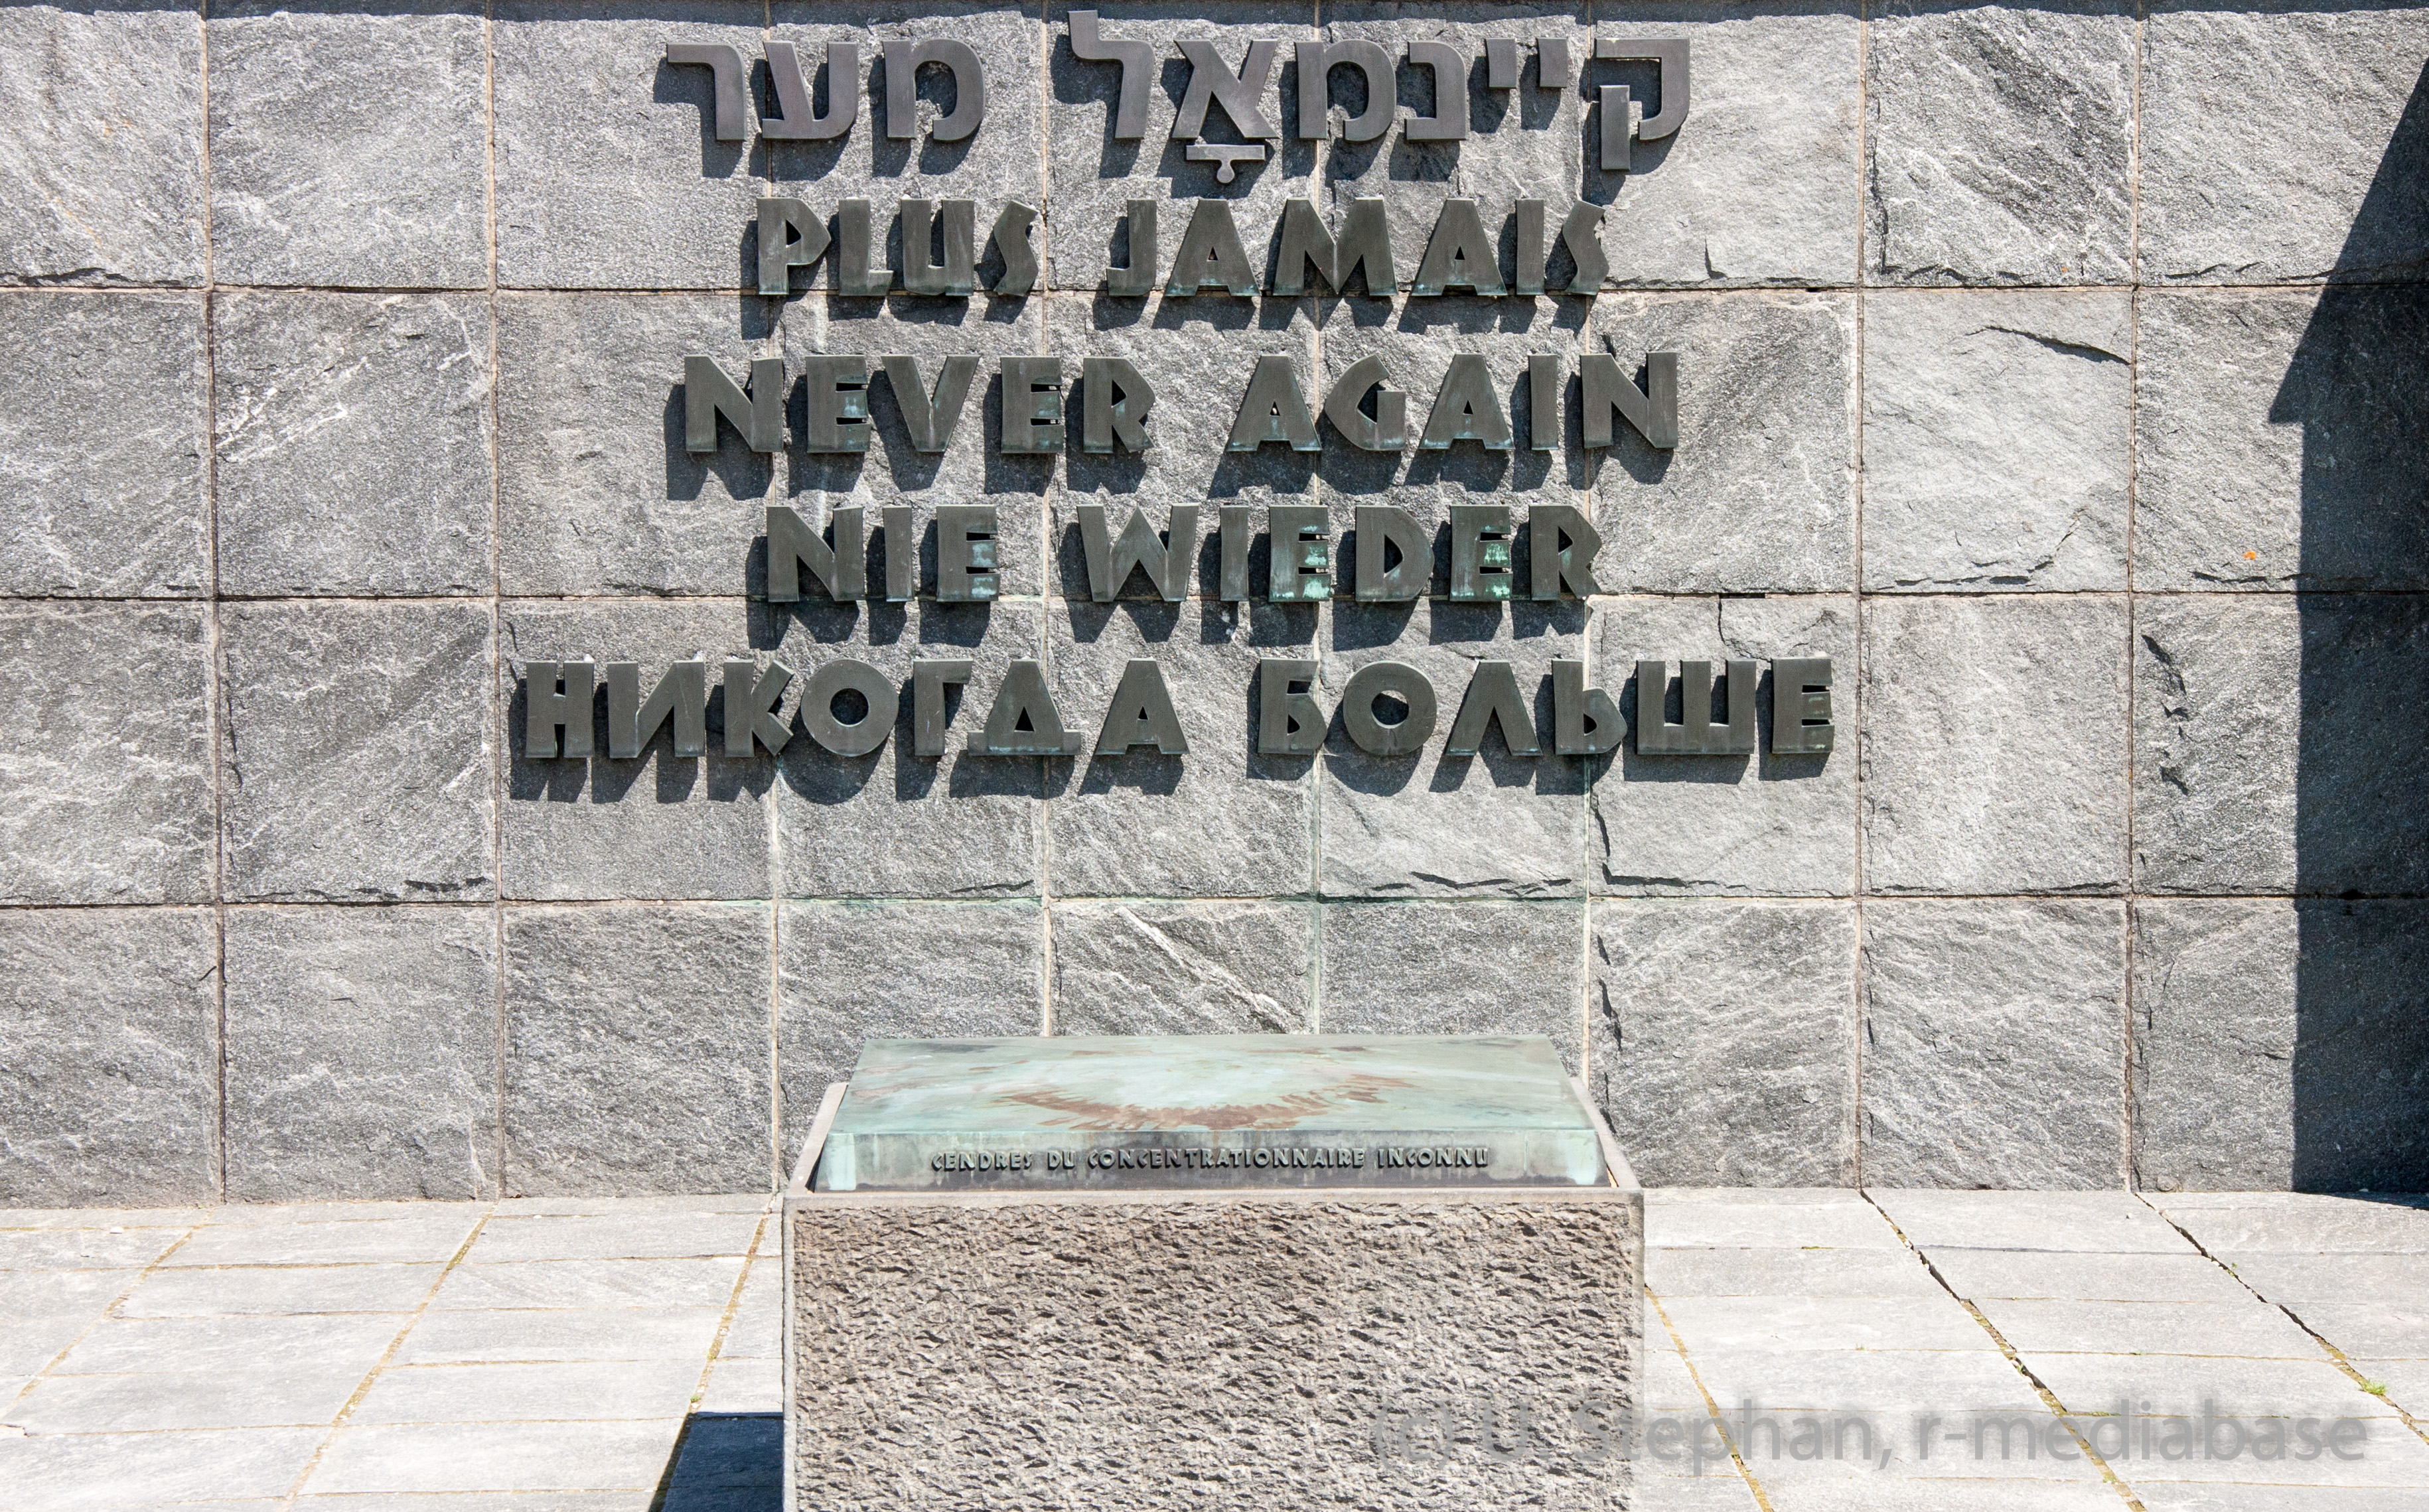 קיינמאָל מער
PLUS JAMAIS
NEVER AGAIN
NIE WIEDER
НИКОГДА БОЛЬШЕ
CENDRES DU CONCENTRATIONNAIRE INCONNU
(c) U. Stephan, r-mediabase